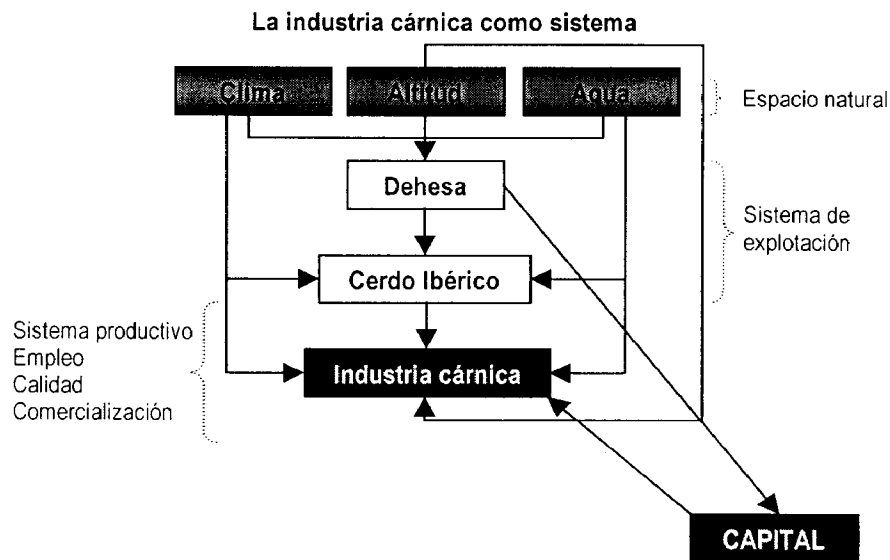 La industria cárnica como sistema
Clima
Altitud
Aqua
Espacio natural
Dehesa
Sistema de
explotación
Cerdo Ibérico
Sistema productivo
Empleo
Calidad
Comercialización
Industria cárnica
CAPITAL